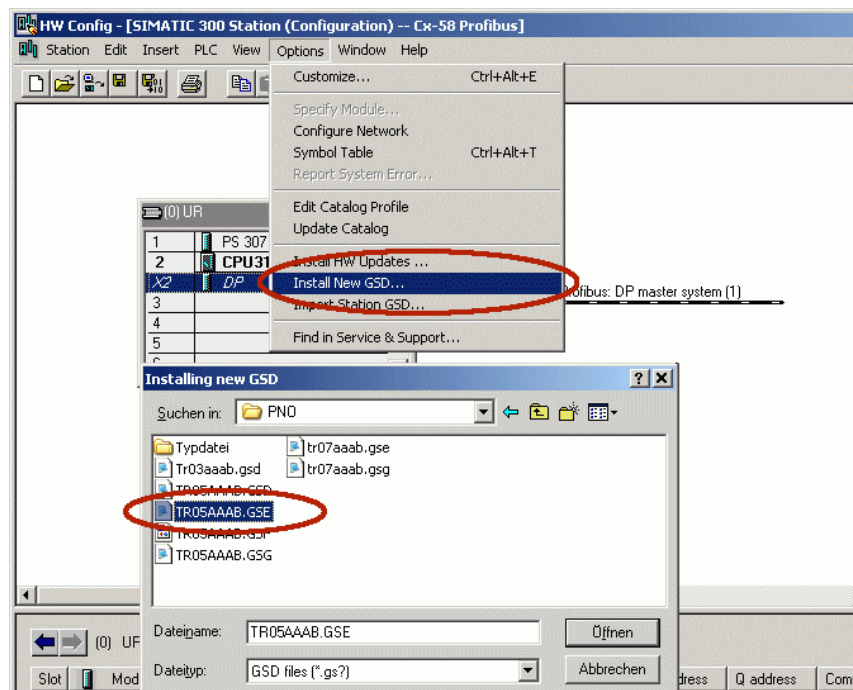 HW Config - [SIMATIC 300 Station (Configuration) -- Cx-58 Profibus]
Station Edit Insert PLC View Options Window Help
Customize... Ctrl+Alt+E
Specify Module...
Configure Network
Symbol Table Ctrl+Alt+T
Report System Error...
Edit Catalog Profile
Update Catalog
Install HW Updates ...
Install New GSD...
Import Station GSD...
Find in Service & Support...
(0) UR
1 PS 307
2 CPU31
X2 DP
3
4
5
Profibus: DP master system (1)
Installing new GSD
Suchen in: PNO
Typdatei
Tr03aaab.gsd
TR05AAAB.GSD
TR05AAAB.GSE
TR05AAAB.GSF
TR05AAAB.GSG
tr07aaab.gse
tr07aaab.gsg
Dateiname: TR05AAAB.GSE Öffnen
Dateityp: GSD files (*.gs?) Abbrechen
(0) UF
Slot Mod dress Q address Com